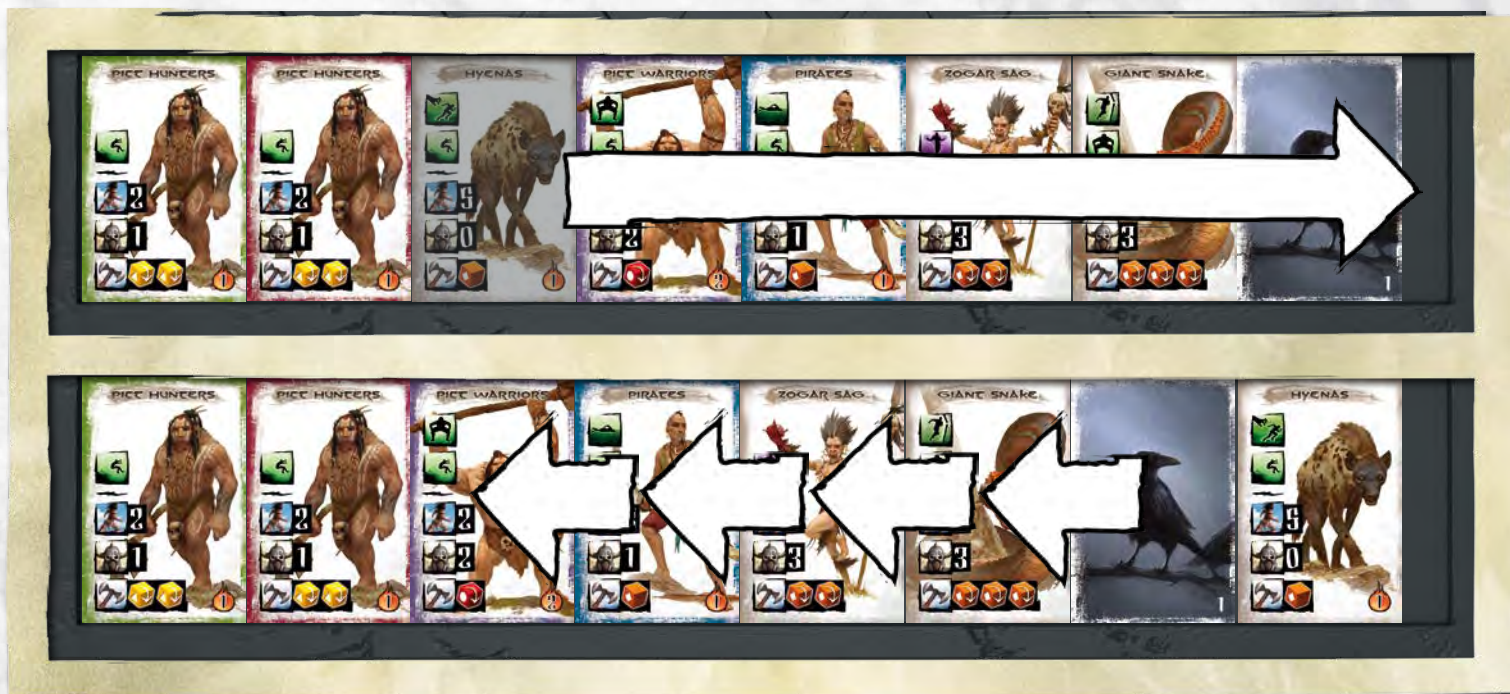 PICT HUNTERS PICT HUNTERS HYENAS PICT WARRIORS PIRATES ZOGAR SAG GIANT SNAKE
2 2 5
1 1 0 2 1 3 3
1 1 1 2 1 1
PICT HUNTERS PICT HUNTERS PICT WARRIORS PIRATES ZOGAR SAG GIANT SNAKE HYENAS
2 2 2 5
1 1 2 1 3 3 0
1 1 2 1 1 1